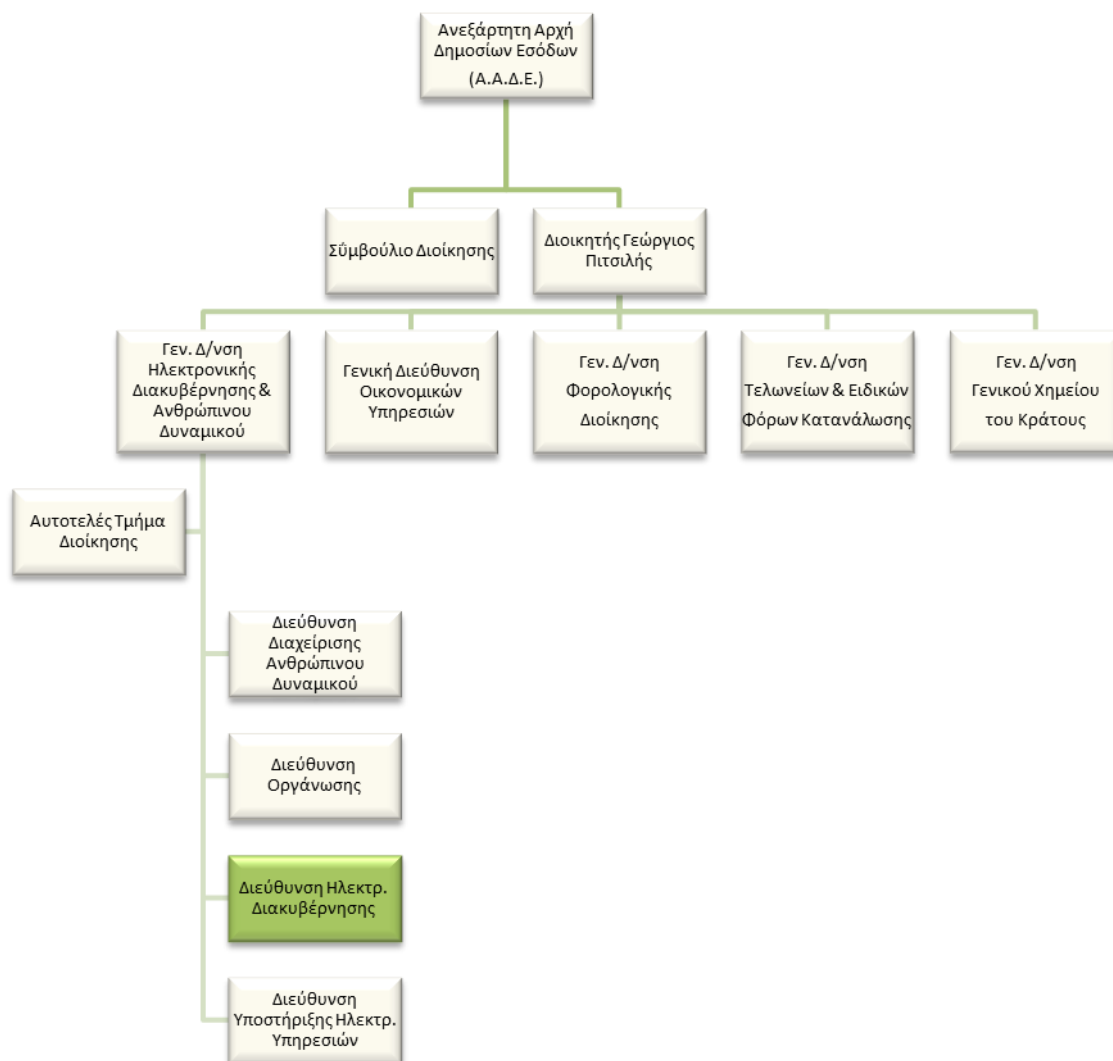 Ανεξάρτητη Αρχή
Δημοσίων Εσόδων
(Α.Α.Δ.Ε.)
Σΰμβούλιο Διοίκησης
Διοικητής Γεώργιος
Πιτσιλής
Γεν. Δ/νση
Ηλεκτρονικής
Διακυβέρνησης &
Ανθρώπινου
Δυναμικού
Γενική Διεύθυνση
Οικονομικών
Υπηρεσιών
Γεν. Δ/νση
Φορολογικής
Διοίκησης
Γεν. Δ/νση
Τελωνείων & Ειδικών
Φόρων Κατανάλωσης
Γεν. Δ/νση
Γενικού Χημείου
του Κράτους
Αυτοτελές Τμήμα
Διοίκησης
Διεύθυνση
Διαχείρισης
Ανθρώπινου
Δυναμικού
Διεύθυνση
Οργάνωσης
Διεύθυνση Ηλεκτρ.
Διακυβέρνησης
Διεύθυνση
Υποστήριξης Ηλεκτρ.
Υπηρεσιών